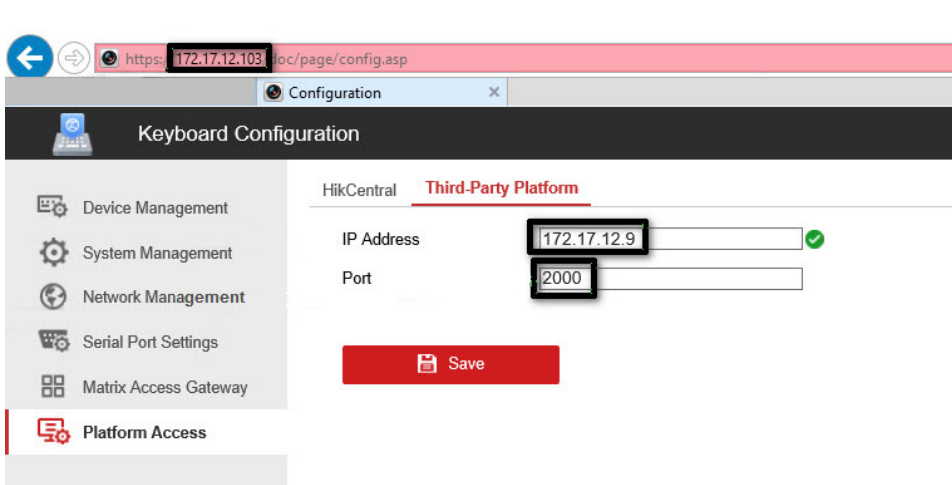 https:/ 172.17.12.103 doc/page/config.asp
Configuration ×
Keyboard Configuration
HikCentral Third-Party Platform
Device Management
IP Address 172.17.12.9
System Management
Port 2000
Network Management
Serial Port Settings
Save
Matrix Access Gateway
Platform Access